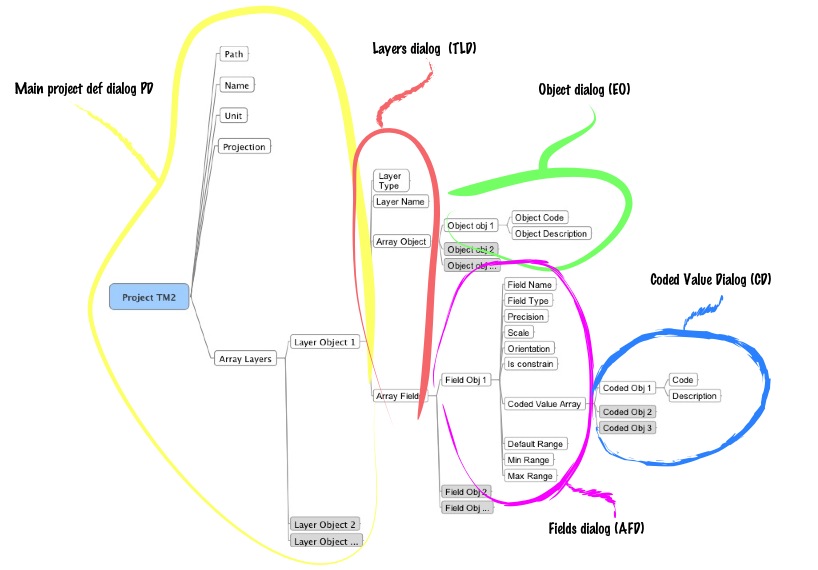 Layers dialog (TLD)
Path
Main project def dialog PD
Name
Object dialog (EO)
Unit
Projection
Layer
Type
Layer Name
Object Code
Object obj 1
Object Description
Array Object
Object obj 2
Object obj ...
Coded Value Dialog (CD)
Field Name
Project TM2
Field Type
Precision
Scale
Layer Object 1
Orientation
Array Layers
Is constrain
Field Obj 1
Code
Coded Obj 1
Array Fields
Description
Coded Value Array
Coded Obj 2
Coded Obj 3
Default Range
Min Range
Max Range
Field Obj 2
Field Obj ...
Layer Object 2
Fields dialog (AFD)
Layer Object ...